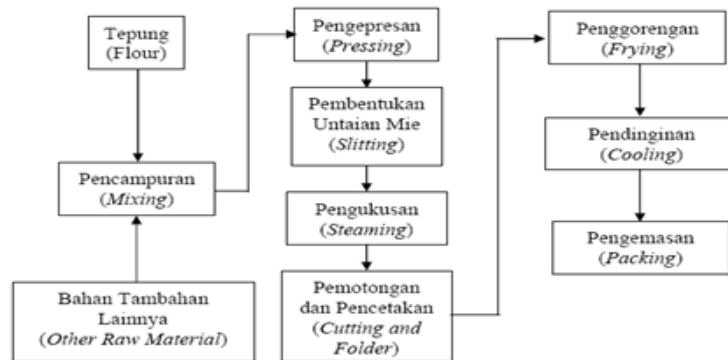 Tepung
(Flour)
Pencampuran
(Mixing)
Bahan Tambahan
Lainnya
(Other Raw Material)
Pengepresan
(Pressing)
Pembentukan
Untaian Mie
(Slitting)
Pengukusan
(Steaming)
Pemotongan
dan Pencetakan
(Cutting and
Folder)
Penggorengan
(Frying)
Pendinginan
(Cooling)
Pengemasan
(Packing)